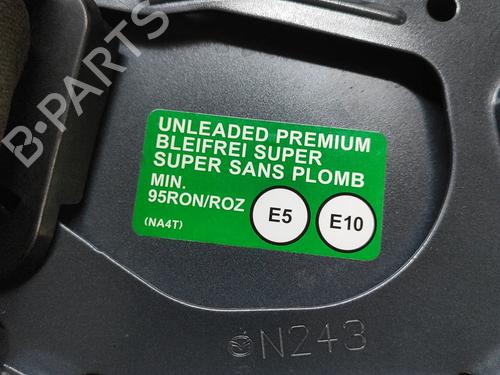 B-PARTS
UNLEADED PREMIUM
BLEIFREI SUPER
SUPER SANS PLOMB
MIN.
95RON/ROZ
E5
E10
(NA4T)
N243